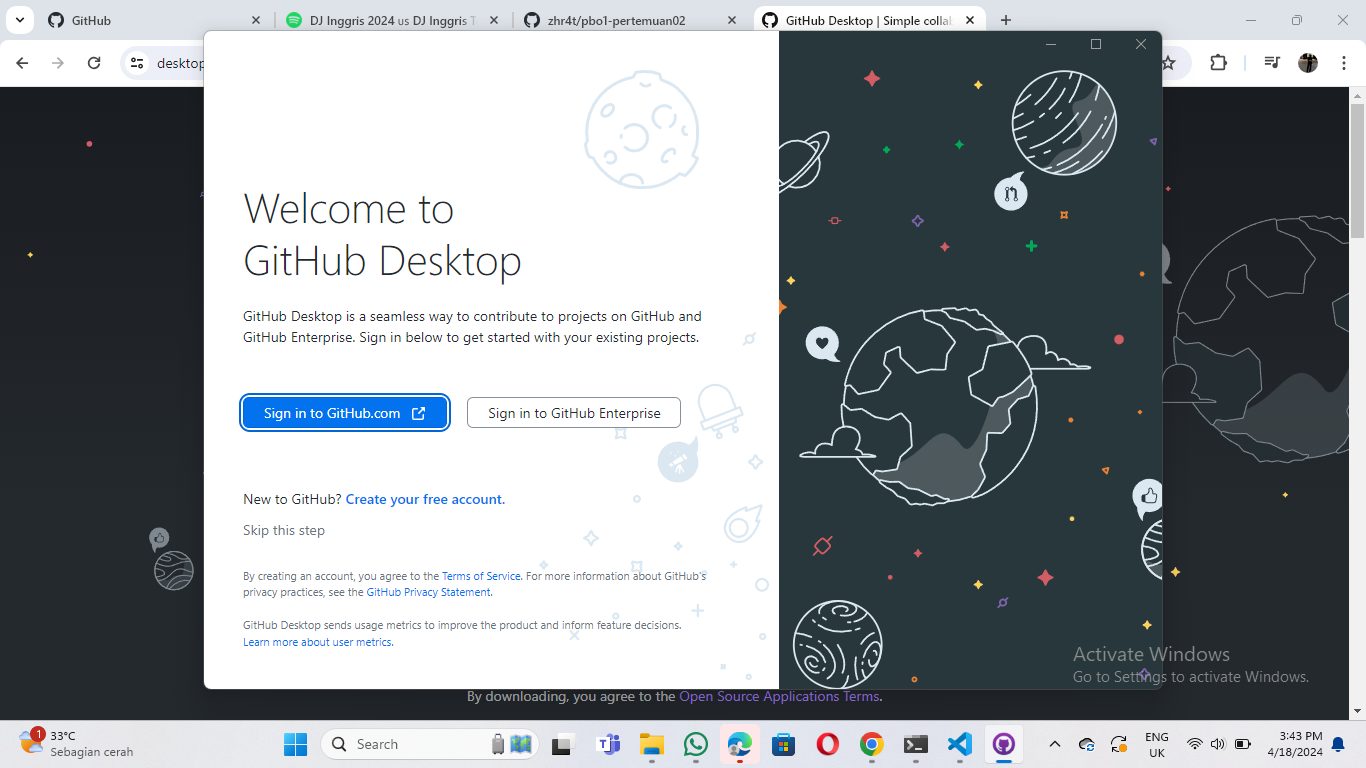 GitHub
DJ Inggris 2024 us DJ Inggris T
zhr4t/pbo1-pertemuan02
GitHub Desktop | Simple collab
desktop
Welcome to
GitHub Desktop
GitHub Desktop is a seamless way to contribute to projects on GitHub and
GitHub Enterprise. Sign in below to get started with your existing projects.
Sign in to GitHub.com
Sign in to GitHub Enterprise
New to GitHub? Create your free account.
Skip this step
By creating an account, you agree to the Terms of Service. For more information about GitHub's
privacy practices, see the GitHub Privacy Statement.
GitHub Desktop sends usage metrics to improve the product and inform feature decisions.
Learn more about user metrics.
Activate Windows
Go to Settings to activate Windows.
By downloading, you agree to the Open Source Applications Terms.
1
33°C
Sebagian cerah
Search
ENG
UK
3:43 PM
4/18/2024